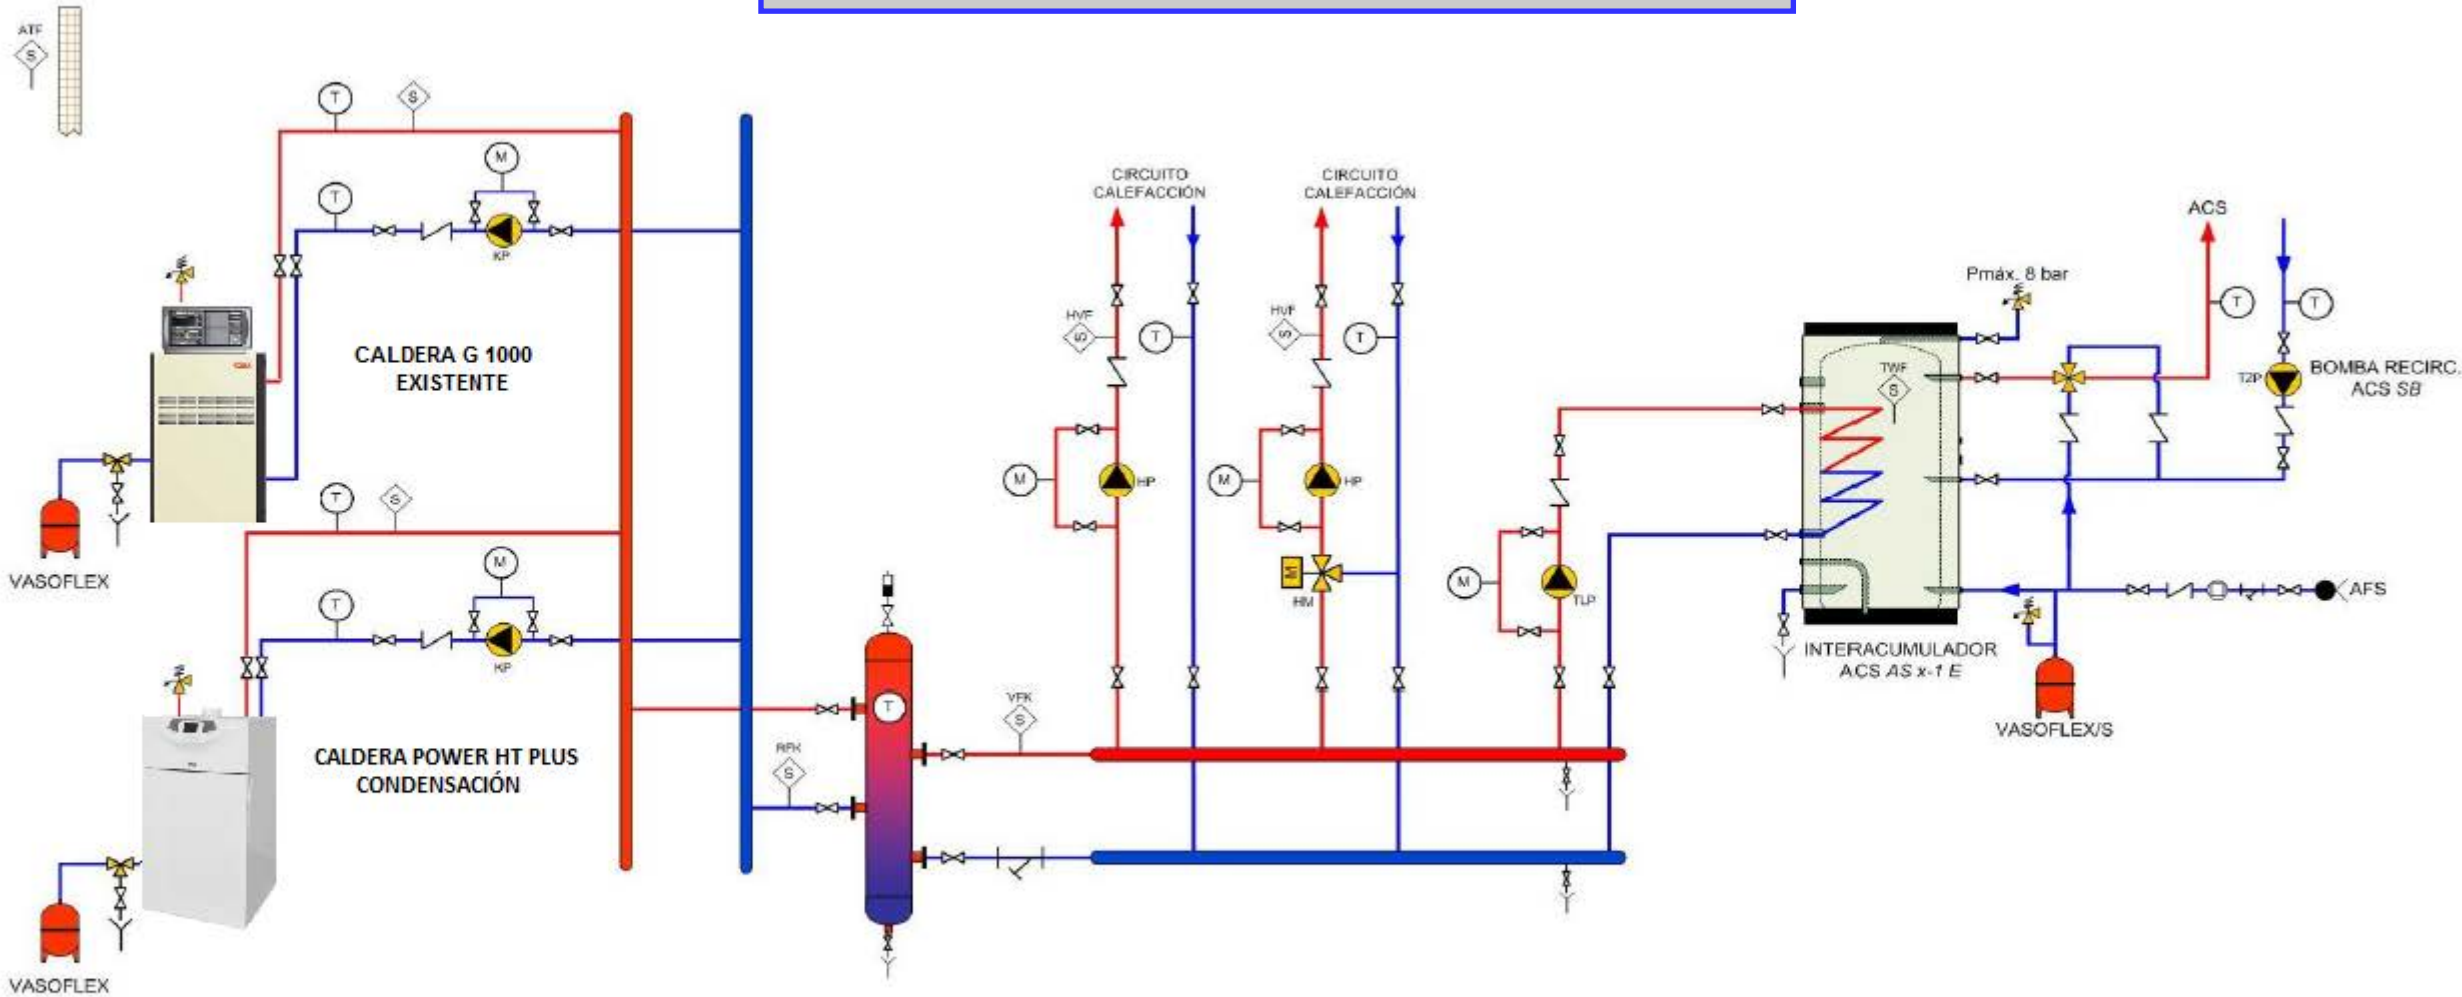 ATF
S
T
S
M
T
KP
CALDERA G 1000
EXISTENTE
VASOFLEX
T
S
M
T
KP
CALDERA POWER HT PLUS
CONDENSACIÓN
VASOFLEX
RFK
S
T
VFK
S
CIRCUITO
CALEFACCIÓN
HVF
S
T
M
HP
CIRCUITO
CALEFACCIÓN
HVF
S
T
M
HP
M
HM
M
TLP
TWF
S
INTERACUMULADOR
ACS AS x-1 E
Pmáx. 8 bar
ACS
T
T
TZP
BOMBA RECIRC.
ACS SB
AFS
VASOFLEX/S